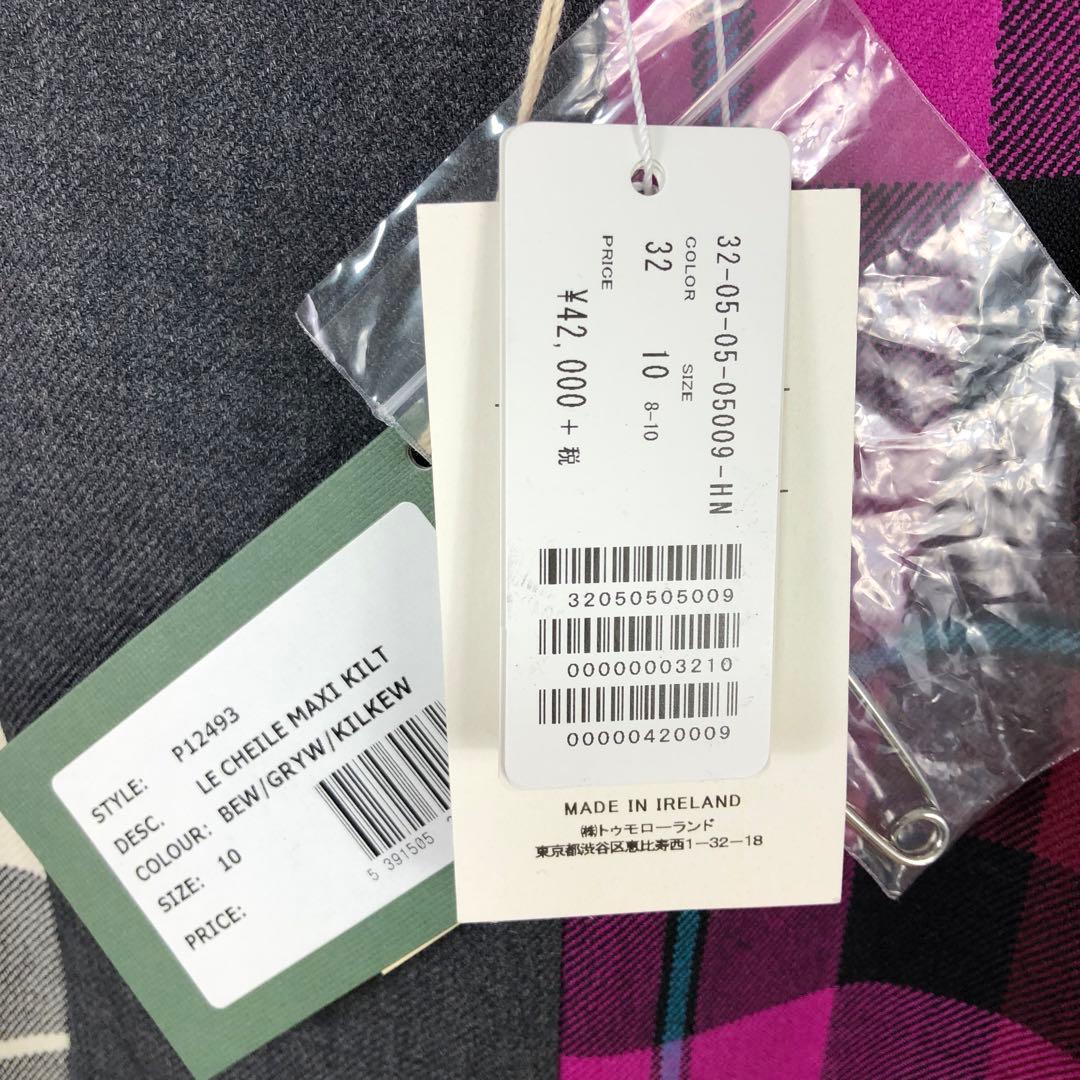 32-05-05-05009-HN
COLOR SIZE
32 10 8-10
PRICE
¥42,000 + 税
32050505009
00000003210
00000420009
MADE IN IRELAND
㈱トゥモローランド
東京都渋谷区恵比寿西1-32-18
STYLE: P12493
DESC. LE CHEILE MAXI KILT
COLOUR: BEW/GRYW/KILKEW
SIZE: 10
PRICE:
5 391505